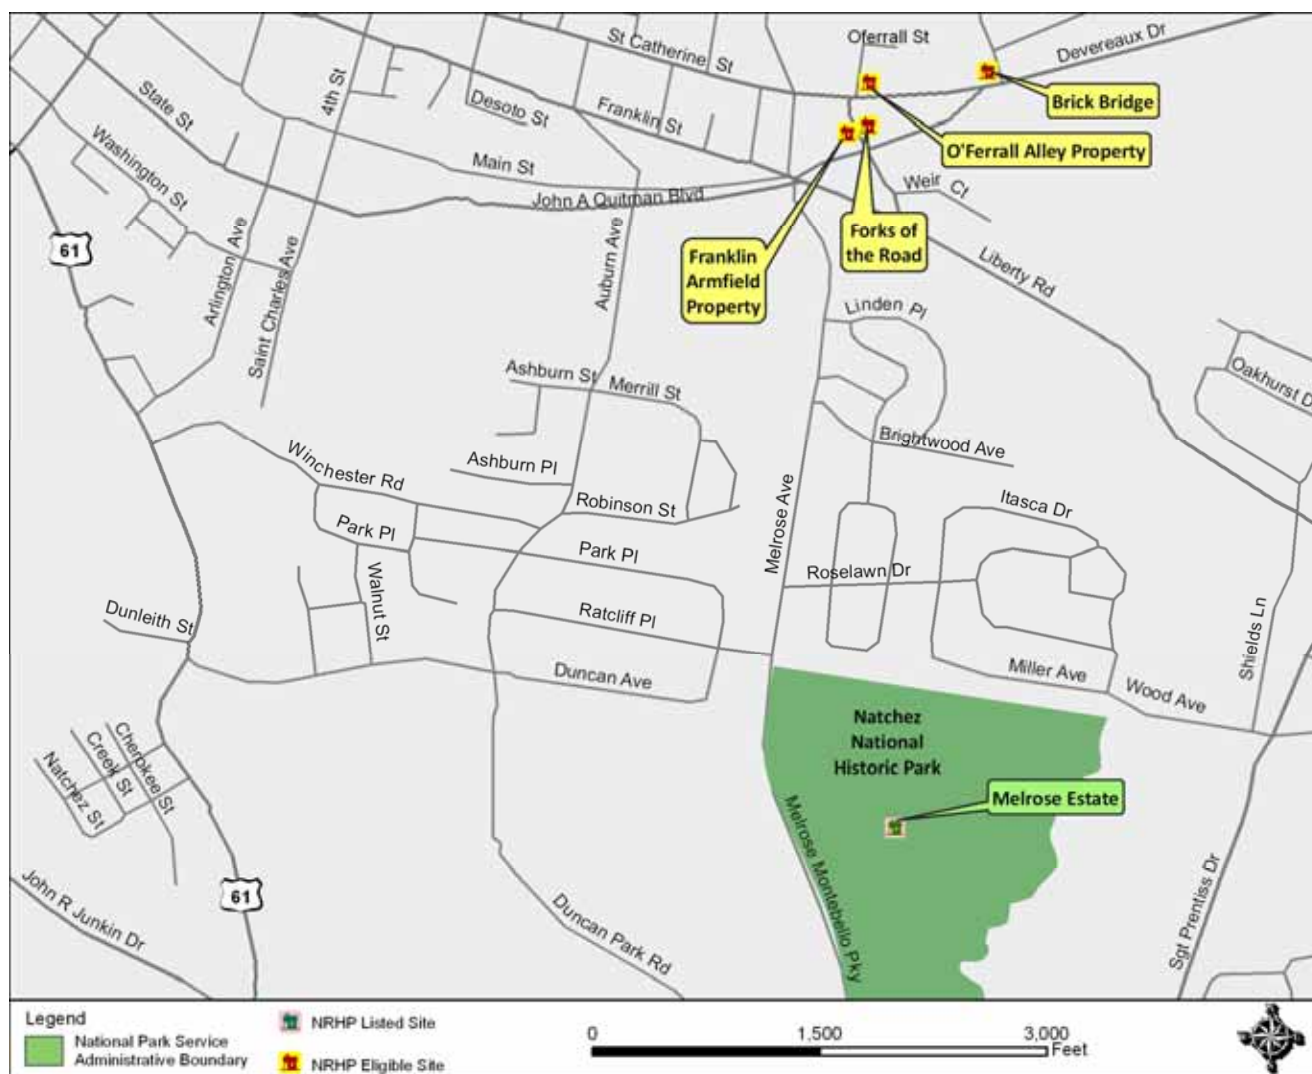 Oferrall St
St Catherine St
Devereaux Dr
Brick Bridge
State St
4th St
Desoto St
Franklin St
O'Ferrall Alley Property
Washington St
Main St
John A Quitman Blvd
Weir Ct
61
Arlington Ave
Saint Charles Ave
Auburn Ave
Franklin
Armfield
Property
Forks of
the Road
Liberty Rd
Linden Pl
Ashburn St
Merrill St
Oakhurst D
Winchester Rd
Ashburn Pl
Brightwood Ave
Robinson St
Melrose Ave
Itasca Dr
Park Pl
Park Pl
Walnut St
Roselawn Dr
Dunleith St
Ratcliff Pl
Shields Ln
Duncan Ave
Miller Ave
Wood Ave
Natchez
National
Historic Park
Cherokee St
Creek St
Natchez St
Melrose Estate
Melrose Montebello Pky
61
John R Junkin Dr
Duncan Park Rd
Sgt Prentiss Dr
Legend
National Park Service
Administrative Boundary
NRHP Listed Site
NRHP Eligible Site
0 1,500 3,000
Feet